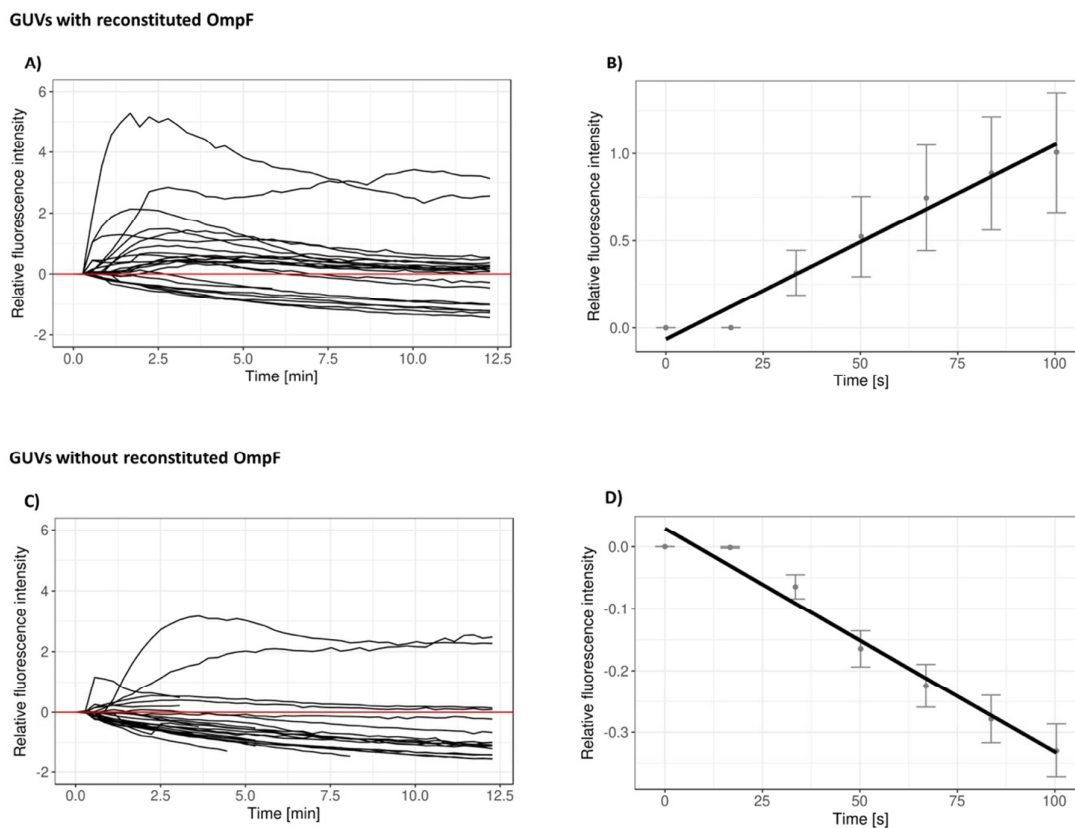 GUVs with reconstituted OmpF
A)
Relative fluorescence intensity
6
4
2
0
-2
0.0 2.5 5.0 7.5 10.0 12.5
Time [min]
B)
Relative fluorescence intensity
1.0
0.5
0.0
0 25 50 75 100
Time [s]
GUVs without reconstituted OmpF
C)
Relative fluorescence intensity
6
4
2
0
-2
0.0 2.5 5.0 7.5 10.0 12.5
Time [min]
D)
Relative fluorescence intensity
0.0
-0.1
-0.2
-0.3
0 25 50 75 100
Time [s]